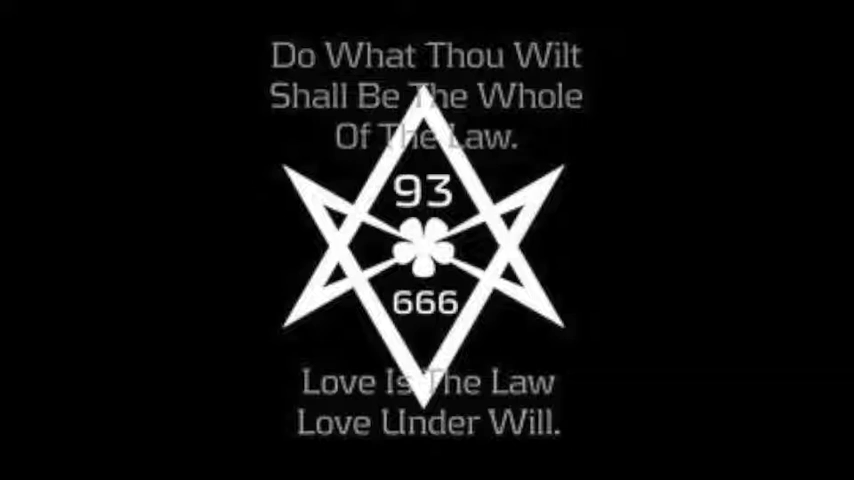 Do What Thou Wilt
Shall Be The Whole
Of The Law.
93
666
Love Is The Law
Love Under Will.